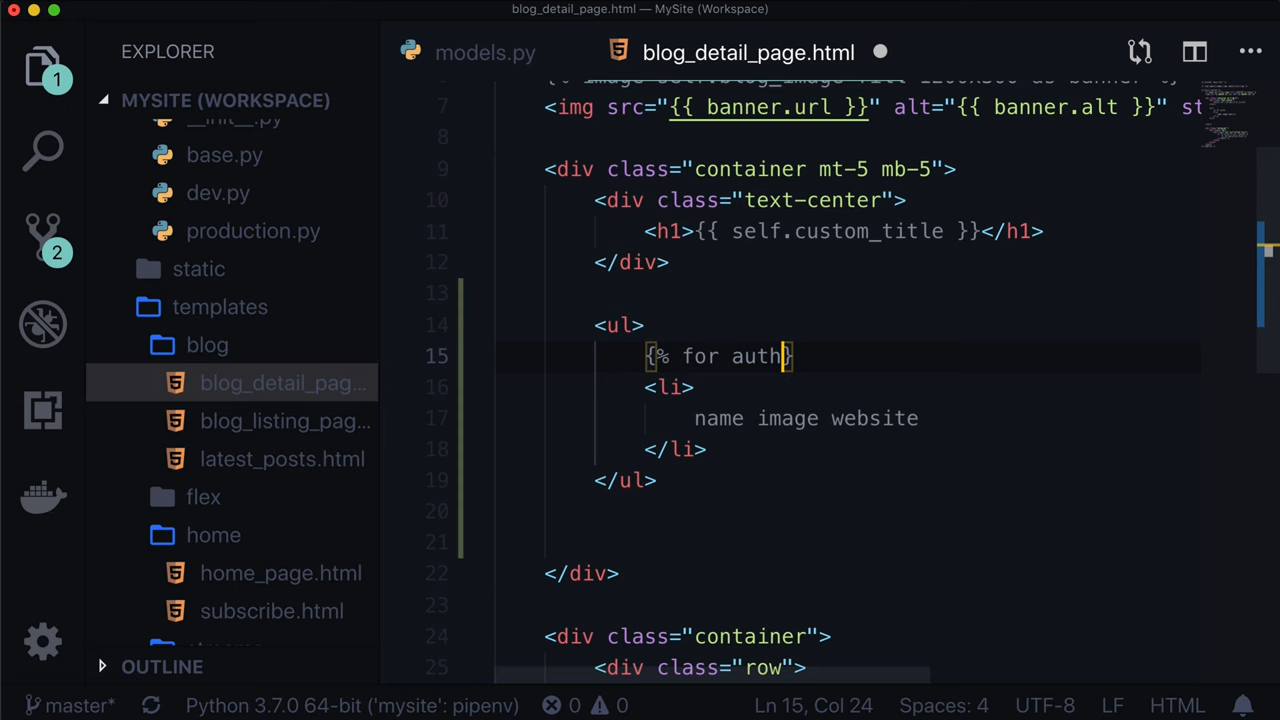 blog_detail_page.html — MySite (Workspace)
EXPLORER
models.py
blog_detail_page.html
1
MYSITE (WORKSPACE)
__init__.py
base.py
dev.py
production.py
2
static
templates
blog
blog_detail_pag...
blog_listing_pag...
latest_posts.html
flex
home
home_page.html
subscribe.html
OUTLINE
7 <img src="{{ banner.url }}" alt="{{ banner.alt }}" st
8
9 <div class="container mt-5 mb-5">
10 <div class="text-center">
11 <h1>{{ self.custom_title }}</h1>
12 </div>
13
14 <ul>
15 {% for auth}
16 <li>
17 name image website
18 </li>
19 </ul>
20
21
22 </div>
23
24 <div class="container">
25 <div class="row">
master* Python 3.7.0 64-bit ('mysite': pipenv) 0 0 Ln 15, Col 24 Spaces: 4 UTF-8 LF HTML